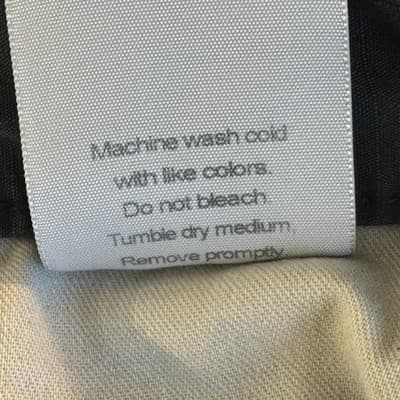 Machine wash cold
with like colors.
Do not bleach
Tumble dry medium,
Remove promptly